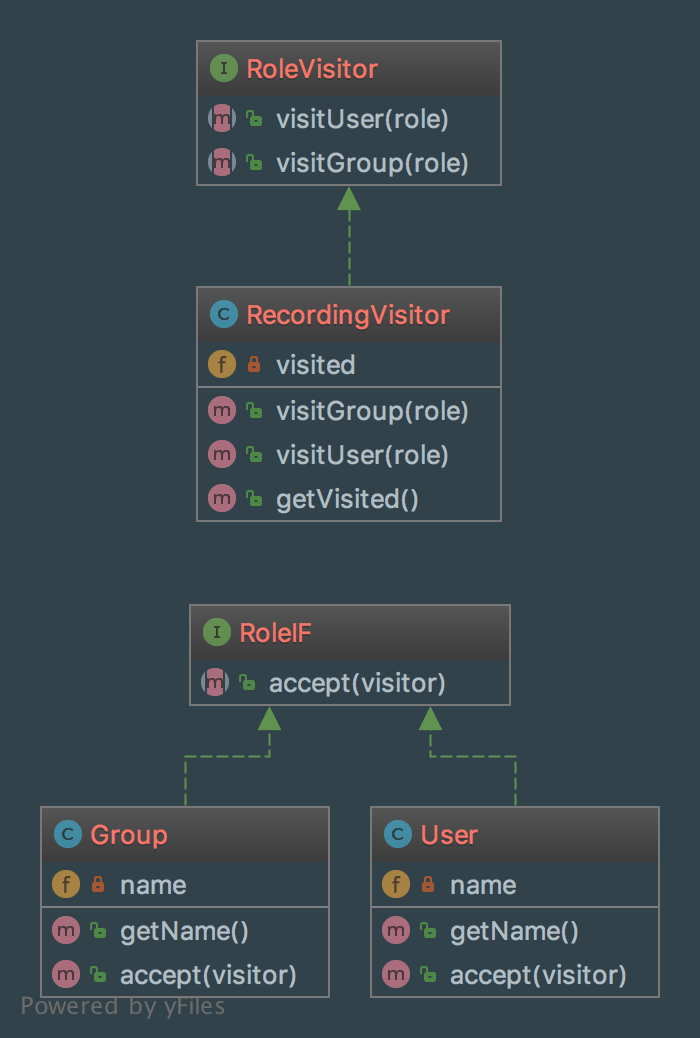 I RoleVisitor
m visitUser(role)
m visitGroup(role)
C RecordingVisitor
f visited
m visitGroup(role)
m visitUser(role)
m getVisited()
I RoleIF
m accept(visitor)
C Group
f name
m getName()
m accept(visitor)
C User
f name
m getName()
m accept(visitor)
Powered by yFiles